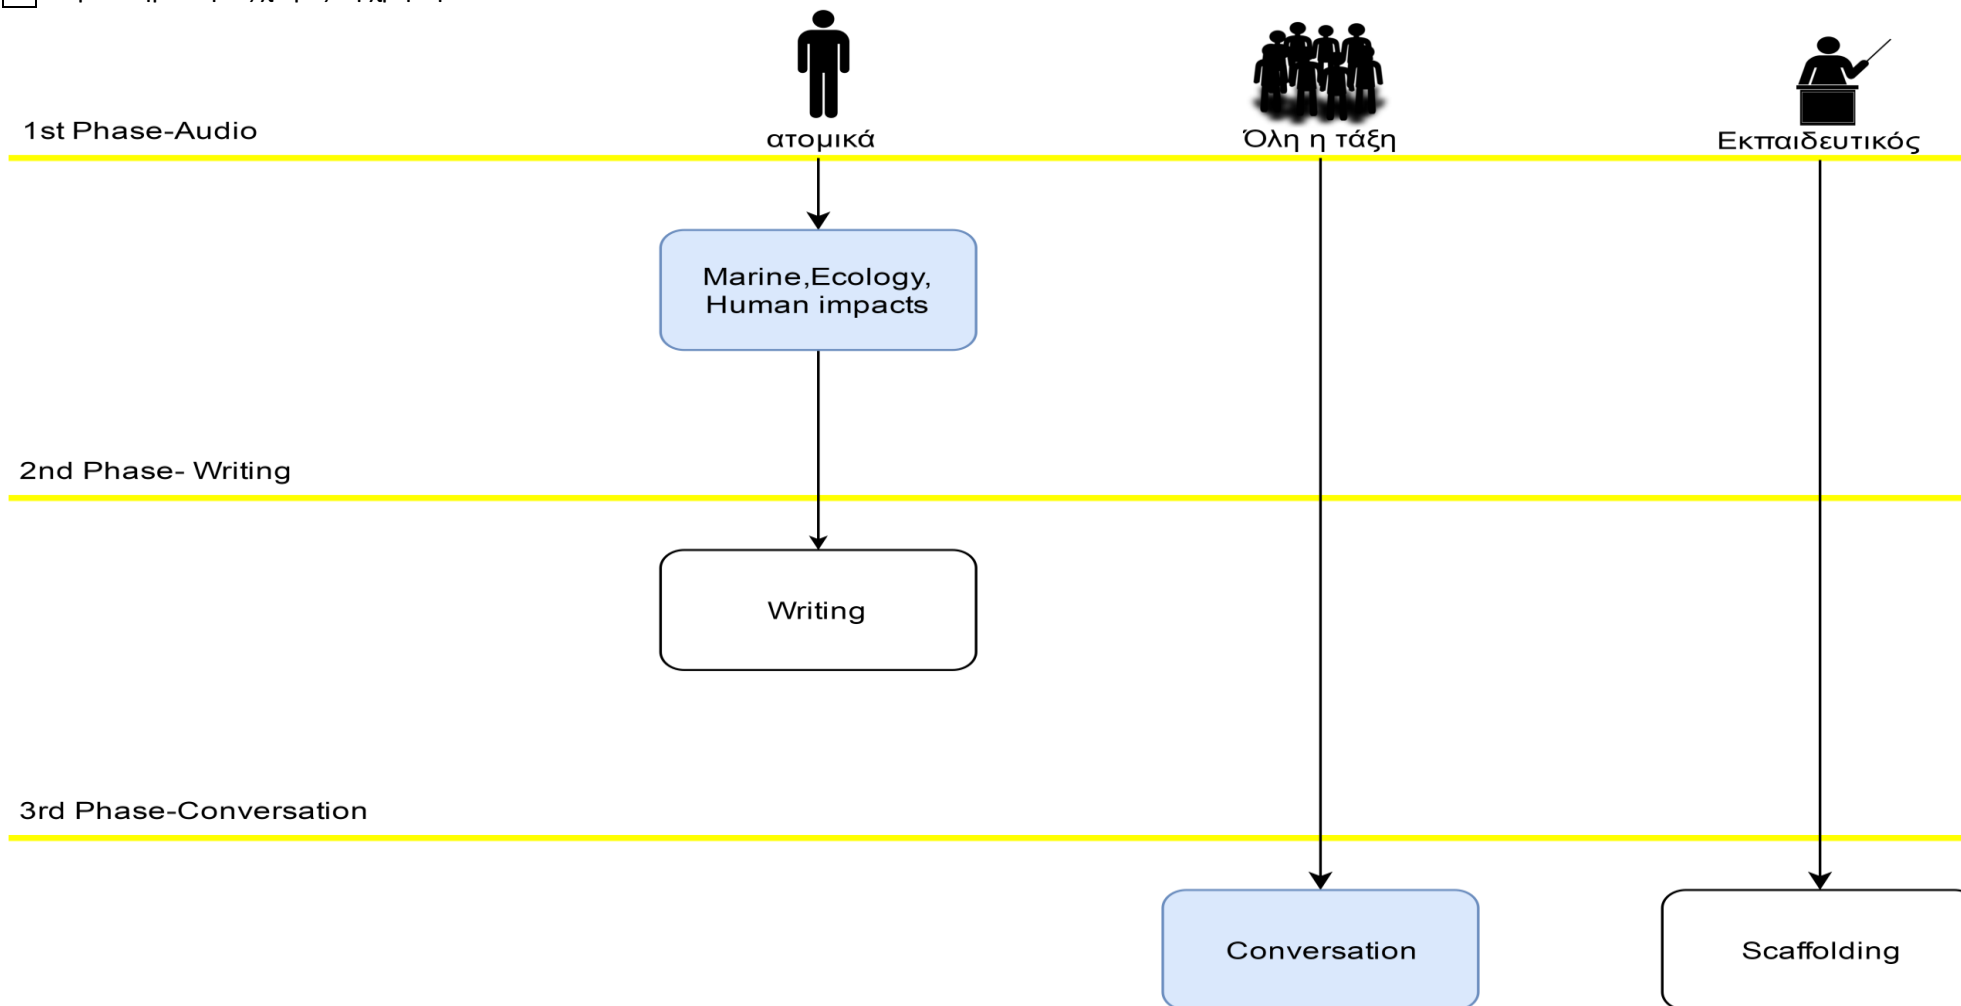 1st Phase-Audio
ατομικά
Όλη η τάξη
Εκπαιδευτικός
Marine,Ecology,
Human impacts
2nd Phase- Writing
Writing
3rd Phase-Conversation
Conversation
Scaffolding